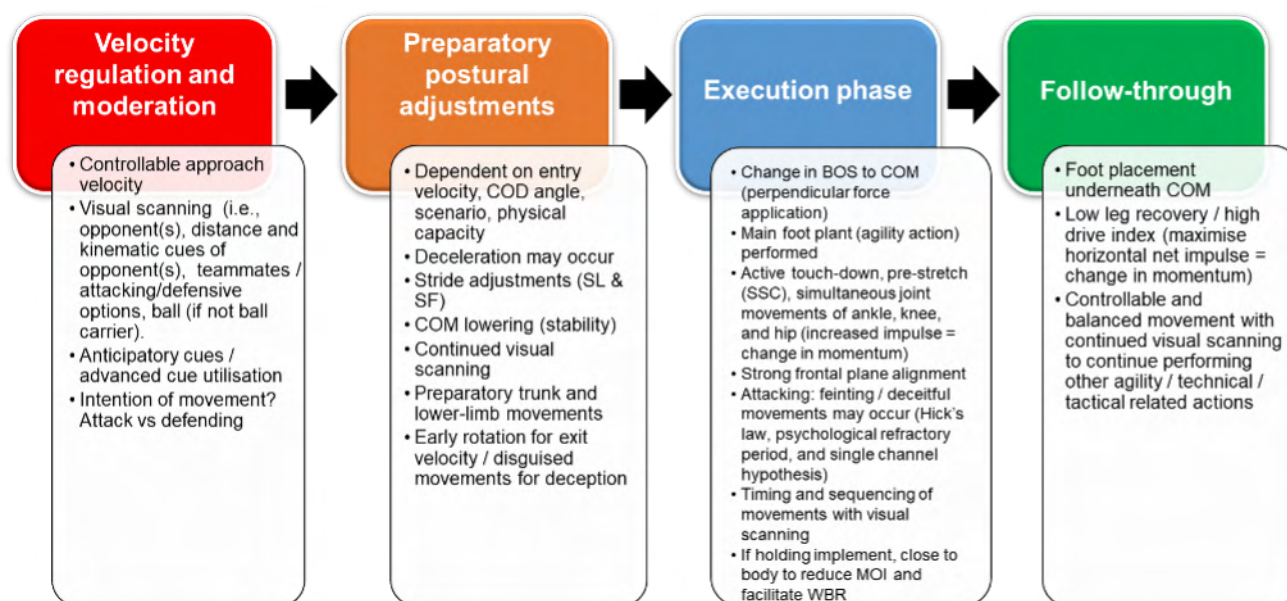 Velocity
regulation and
moderation
• Controllable approach
velocity
• Visual scanning (i.e.,
opponent(s), distance and
kinematic cues of
opponent(s), teammates /
attacking/defensive
options, ball (if not ball
carrier).
• Anticipatory cues /
advanced cue utilisation
• Intention of movement?
Attack vs defending
Preparatory
postural
adjustments
• Dependent on entry
velocity, COD angle,
scenario, physical
capacity
• Deceleration may occur
• Stride adjustments (SL &
SF)
• COM lowering (stability)
• Continued visual
scanning
• Preparatory trunk and
lower-limb movements
• Early rotation for exit
velocity / disguised
movements for deception
Execution phase
• Change in BOS to COM
(perpendicular force
application)
• Main foot plant (agility action)
performed
• Active touch-down, pre-stretch
(SSC), simultaneous joint
movements of ankle, knee,
and hip (increased impulse =
change in momentum)
• Strong frontal plane alignment
• Attacking: feinting / deceitful
movements may occur (Hick's
law, psychological refractory
period, and single channel
hypothesis)
• Timing and sequencing of
movements with visual
scanning
• If holding implement, close to
body to reduce MOI and
facilitate WBR
Follow-through
• Foot placement
underneath COM
• Low leg recovery / high
drive index (maximise
horizontal net impulse =
change in momentum)
• Controllable and
balanced movement with
continued visual scanning
to continue performing
other agility / technical /
tactical related actions